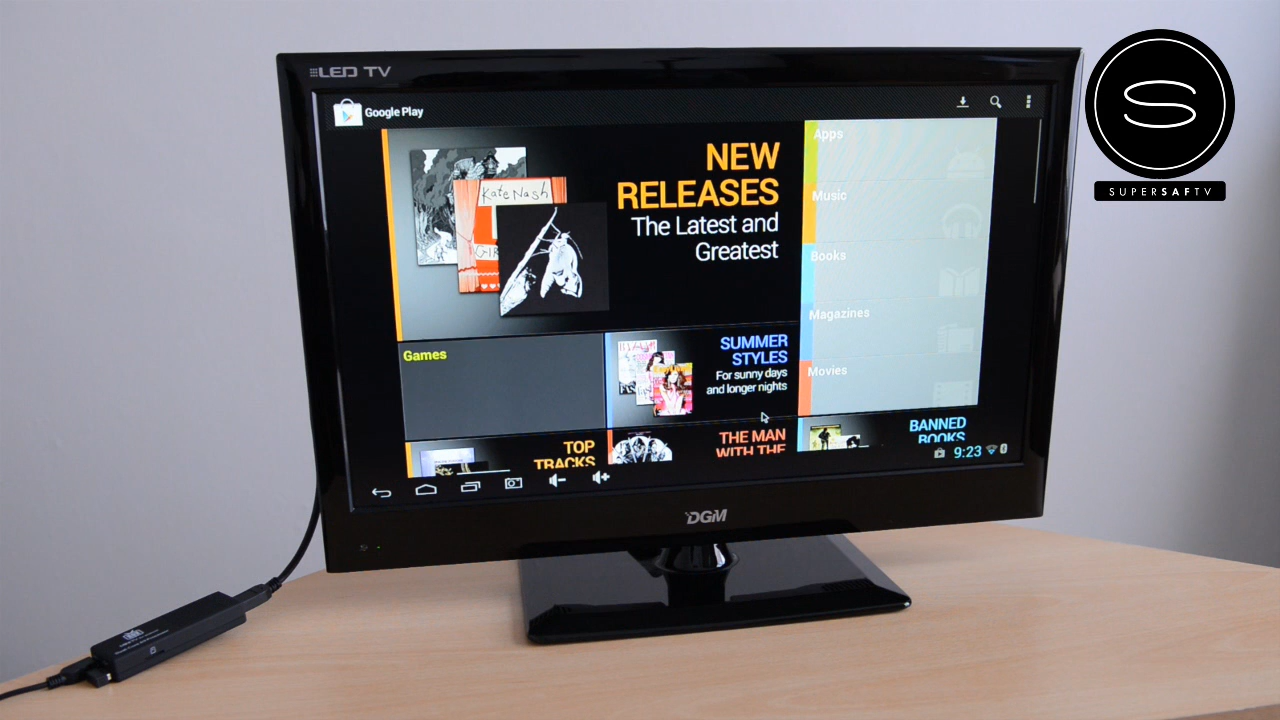 LED TV
Google Play
NEW
RELEASES
The Latest and
Greatest
Kate Nash
GIR
Apps
Music
Books
Magazines
Movies
Games
SUMMER
STYLES
For sunny days
and longer nights
TOP
TRACKS
THE MAN
WITH THE
BANNED
BOOKS
9:23
DGM
S
SUPERSAFTV